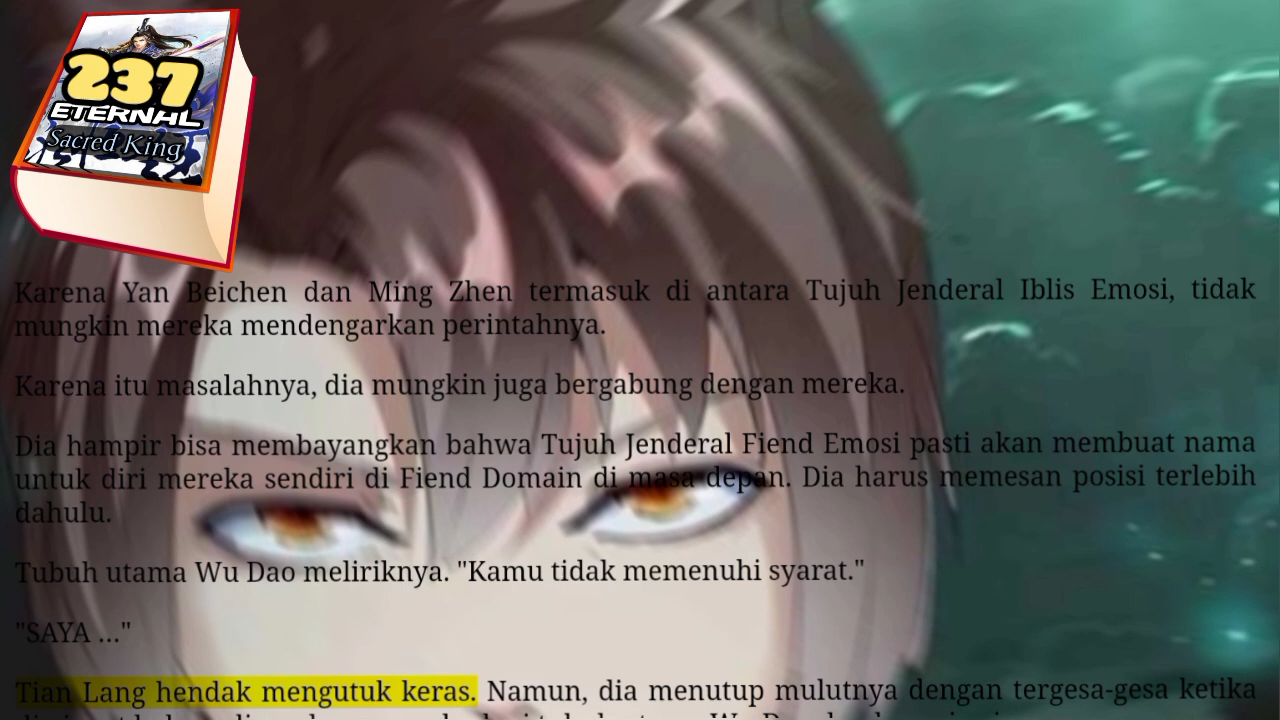 237
ETERNAL
Sacred King
Karena Yan Beichen dan Ming Zhen termasuk di antara Tujuh Jenderal Iblis Emosi, tidak
mungkin mereka mendengarkan perintahnya.
Karena itu masalahnya, dia mungkin juga bergabung dengan mereka.
Dia hampir bisa membayangkan bahwa Tujuh Jenderal Fiend Emosi pasti akan membuat nama
untuk diri mereka sendiri di Fiend Domain di masa depan. Dia harus memesan posisi terlebih
dahulu.
Tubuh utama Wu Dao meliriknya. "Kamu tidak memenuhi syarat."
"SAYA ..."
Tian Lang hendak mengutuk keras. Namun, dia menutup mulutnya dengan tergesa-gesa ketika